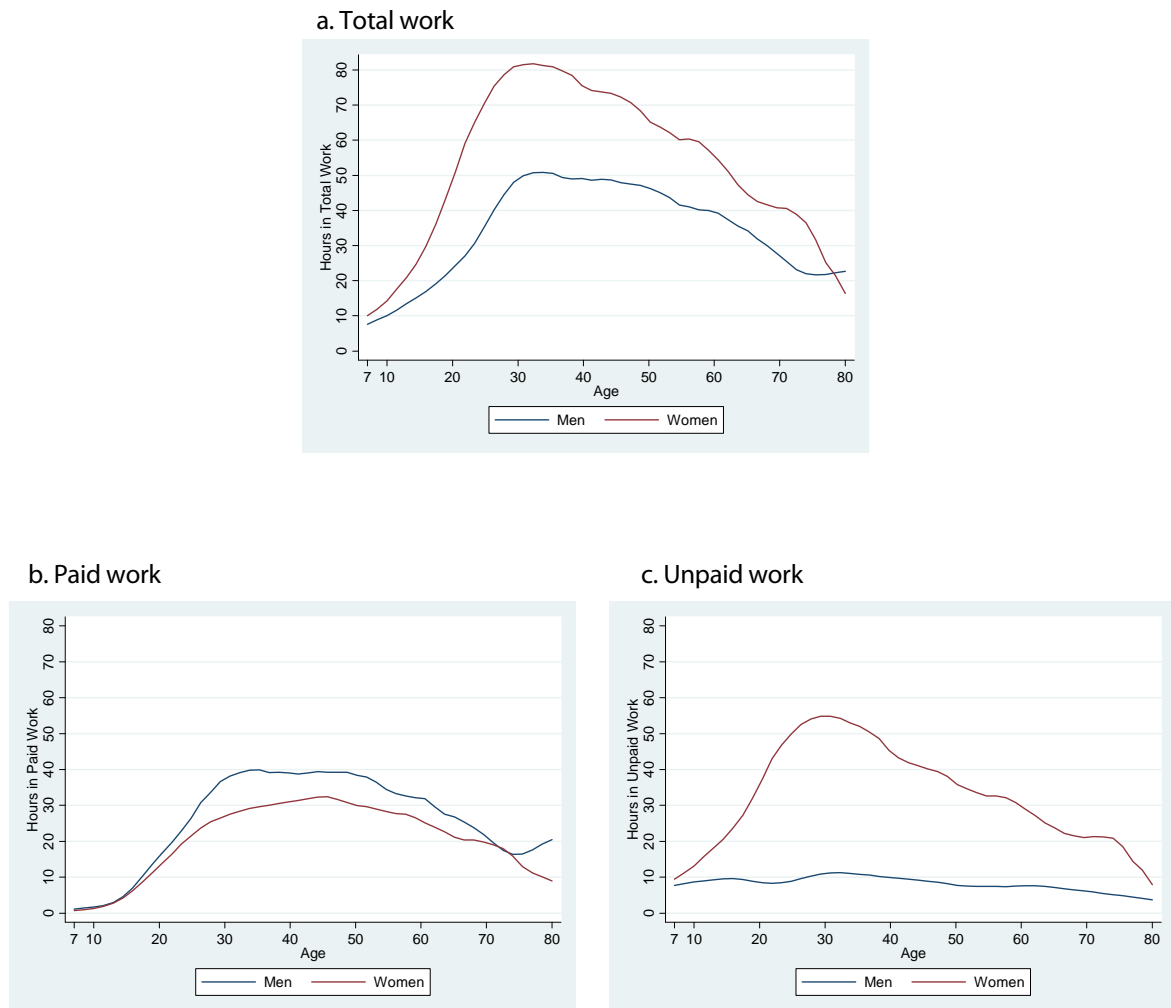 a. Total work
Hours in Total Work
0 10 20 30 40 50 60 70 80
7 10 20 30 40 50 60 70 80
Age
Men Women
b. Paid work
Hours in Paid Work
0 10 20 30 40 50 60 70 80
7 10 20 30 40 50 60 70 80
Age
Men Women
c. Unpaid work
Hours in Unpaid Work
0 10 20 30 40 50 60 70 80
7 10 20 30 40 50 60 70 80
Age
Men Women